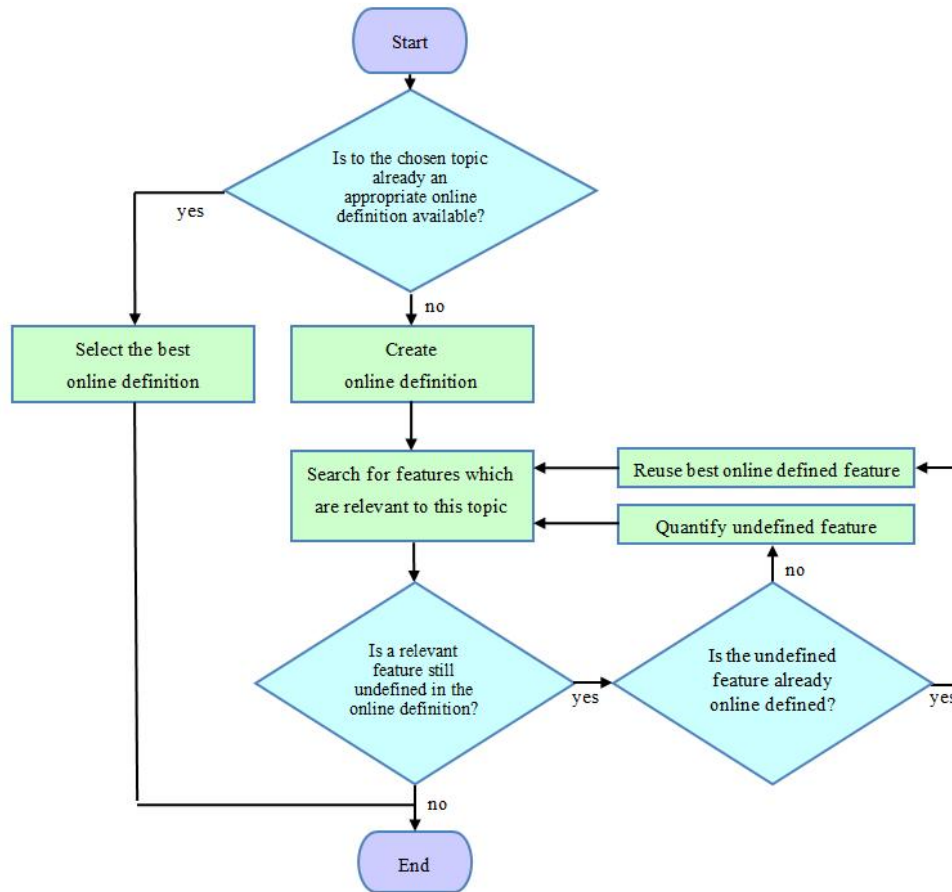 Start
Is to the chosen topic
already an
appropriate online
definition available?
yes
no
Select the best
online definition
Create
online definition
Search for features which
are relevant to this topic
Reuse best online defined feature
Quantify undefined feature
no
Is a relevant
feature still
undefined in the
online definition?
yes
Is the undefined
feature already
online defined?
yes
no
End